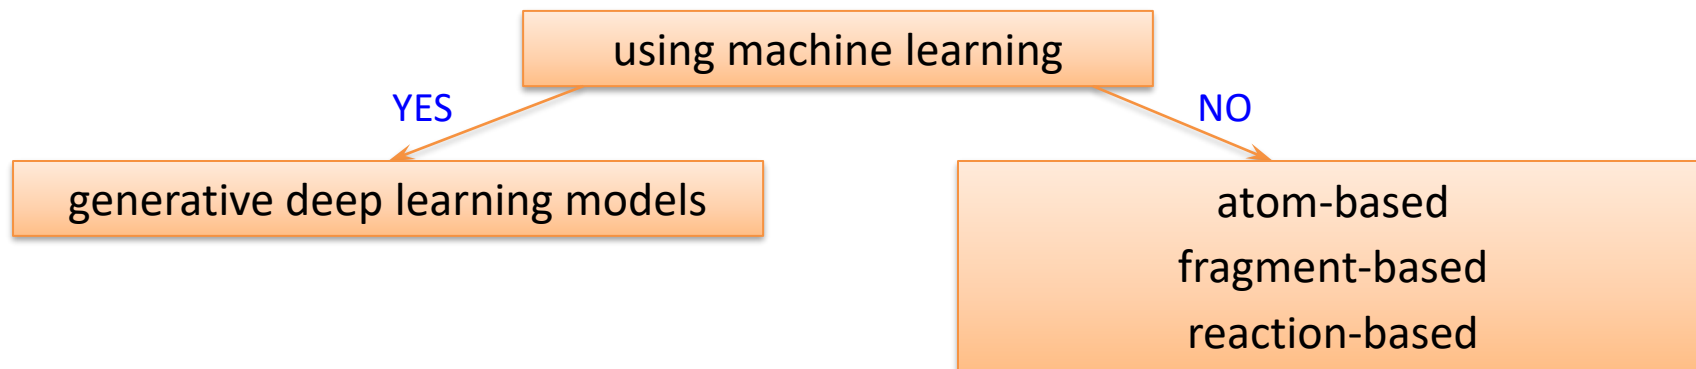 using machine learning
YES
NO
generative deep learning models
atom-based
fragment-based
reaction-based